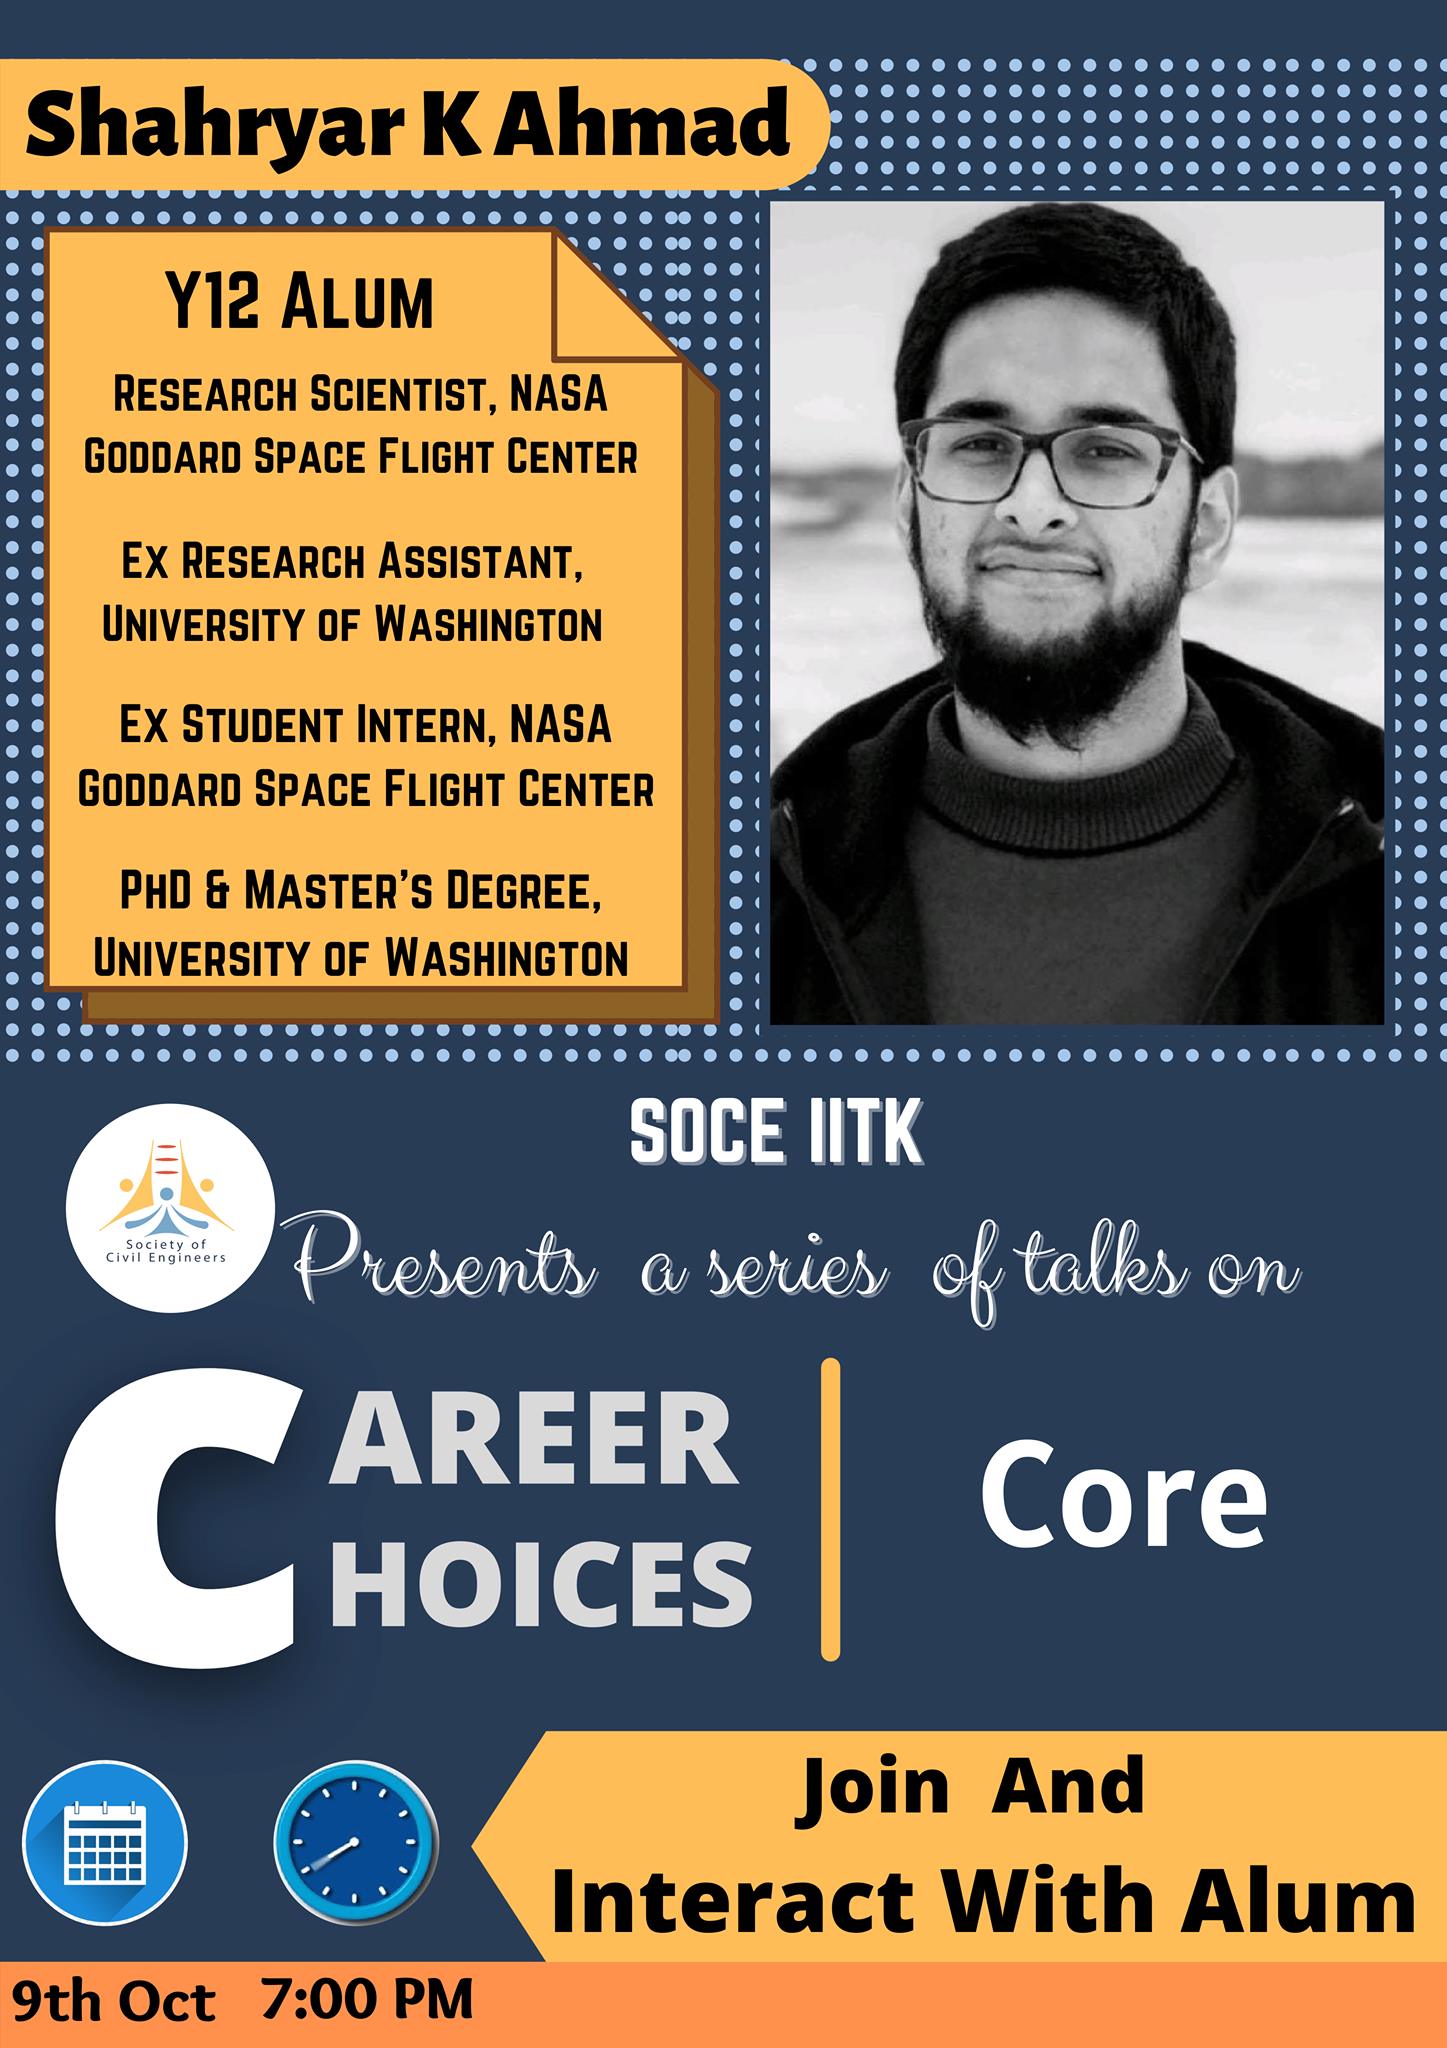 Shahryar K Ahmad
Y12 Alum
Research Scientist, NASA
Goddard Space Flight Center
Ex Research Assistant,
University of Washington
Ex Student Intern, NASA
Goddard Space Flight Center
PhD & Master's Degree,
University of Washington
SOCE IITK
Society of
Civil Engineers
Presents a series of talks on
CAREER
CHOICES
Core
Join And
Interact With Alum
9th Oct 7:00 PM